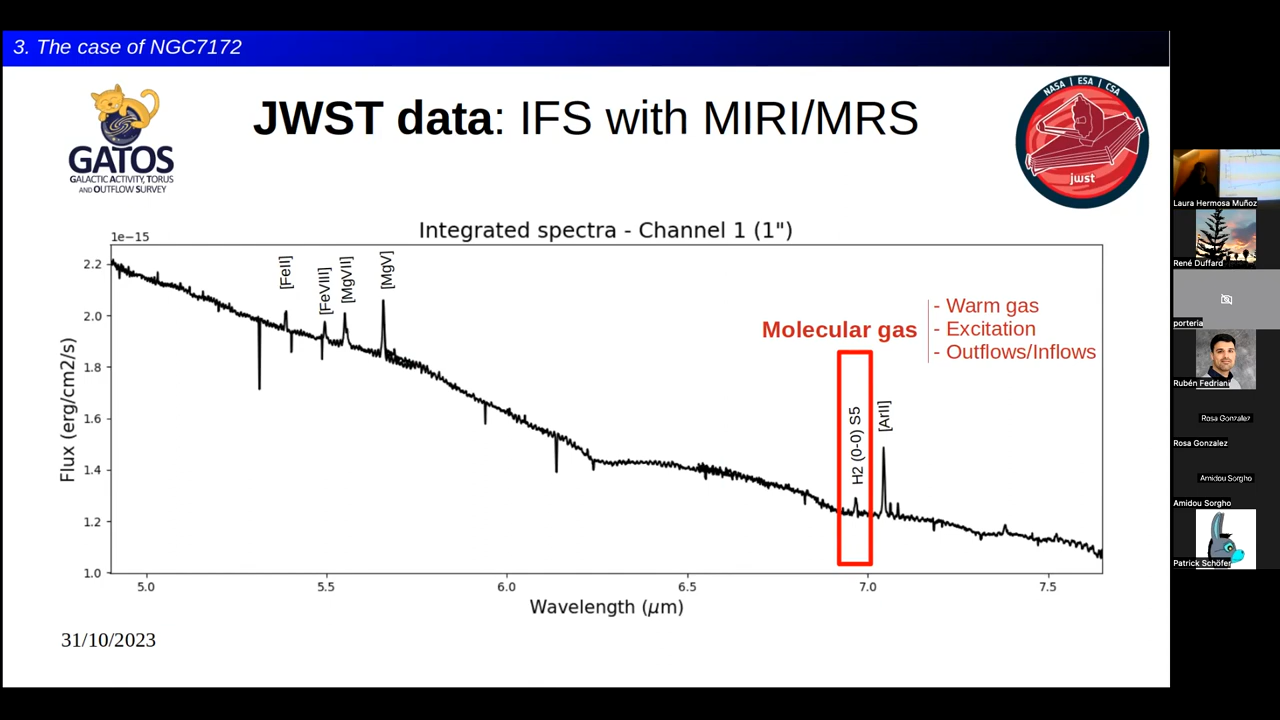 3. The case of NGC7172
GATOS
GALACTIC ACTIVITY, TORUS
AND OUTFLOW SURVEY
JWST data: IFS with MIRI/MRS
NASA | ESA | CSA
jwst
Integrated spectra - Channel 1 (1")
1e−15
2.2
2.0
1.8
1.6
1.4
1.2
1.0
Flux (erg/cm2/s)
[FeII]
[FeVIII]
[MgVII]
[MgV]
Molecular gas
- Warm gas
- Excitation
- Outflows/Inflows
H2 (0-0) S5
[ArII]
5.0
5.5
6.0
6.5
7.0
7.5
Wavelength (μm)
31/10/2023
Laura Hermosa Muñoz
René Duffard
porteria
Rubén Fedriani
Rosa Gonzalez
Rosa Gonzalez
Amidou Sorgho
Amidou Sorgho
Patrick Schöfer